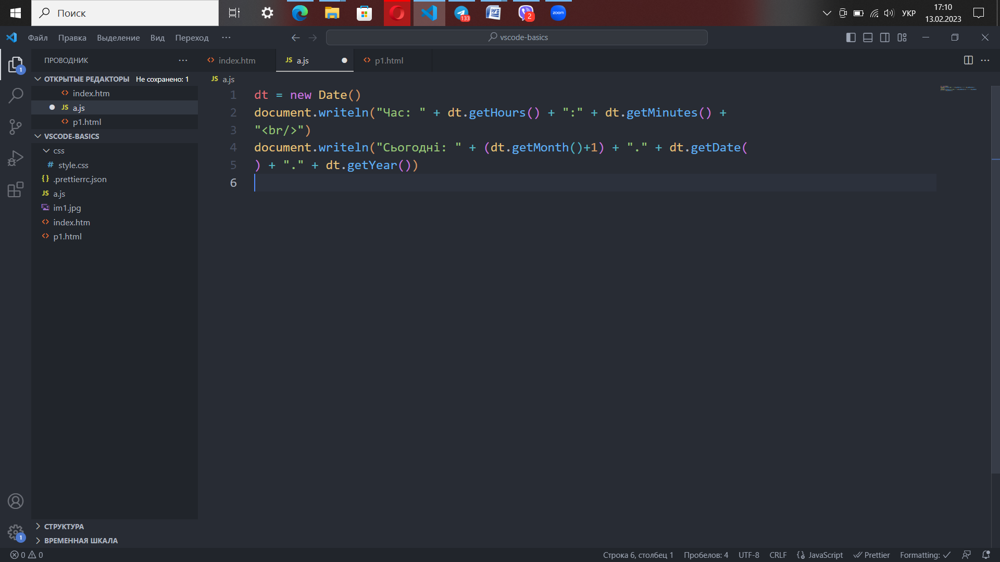 Поиск
133
2
zoom
УКР
17:10
13.02.2023
Файл Правка Выделение Вид Переход ···
vscode-basics
1
ПРОВОДНИК ···
ОТКРЫТЫЕ РЕДАКТОРЫ Не сохранено: 1
<> index.htm
JS a.js
<> p1.html
VSCODE-BASICS
css
# style.css
{} .prettierrc.json
JS a.js
im1.jpg
<> index.htm
<> p1.html
СТРУКТУРА
1
ВРЕМЕННАЯ ШКАЛА
<> index.htm
JS a.js
<> p1.html
JS a.js
1 dt = new Date()
2 document.writeln("Час: " + dt.getHours() + ":" + dt.getMinutes() +
3 "<br/>")
4 document.writeln("Сьогодні: " + (dt.getMonth()+1) + "." + dt.getDate(
5 ) + "." + dt.getYear())
6
0 0
Строка 6, столбец 1 Пробелов: 4 UTF-8 CRLF JavaScript Prettier Formatting: